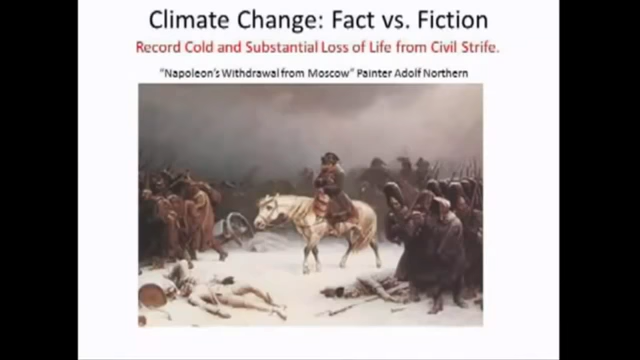 Climate Change: Fact vs. Fiction
Record Cold and Substantial Loss of Life from Civil Strife.
“Napoleon’s Withdrawal from Moscow” Painter Adolf Northern